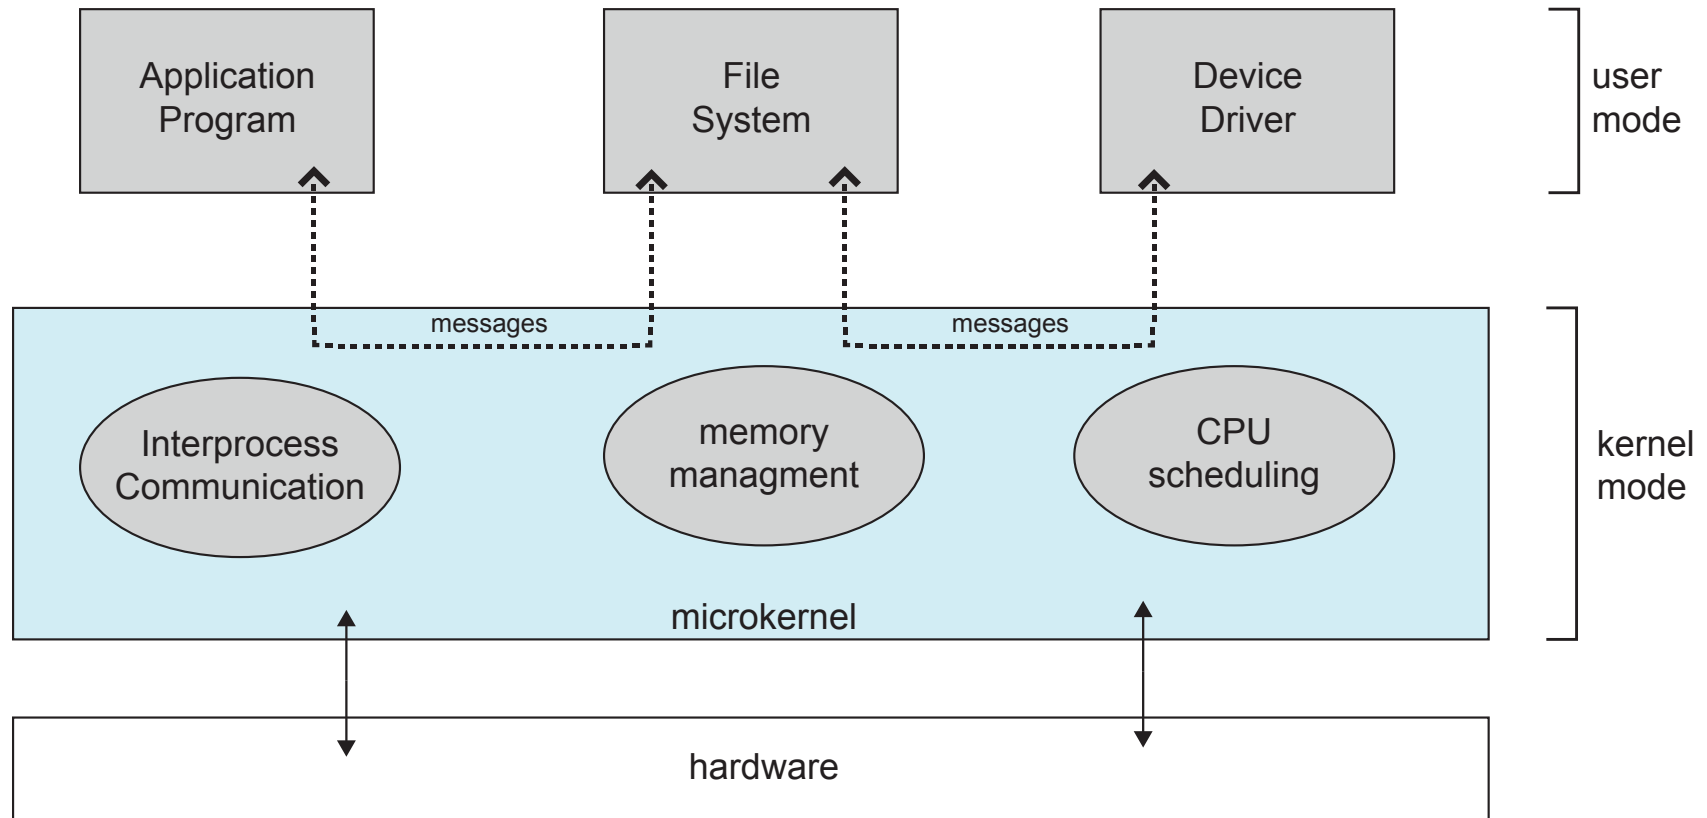 Application
Program
File
System
Device
Driver
user
mode
messages
messages
Interprocess
Communication
memory
managment
CPU
scheduling
kernel
mode
microkernel
hardware